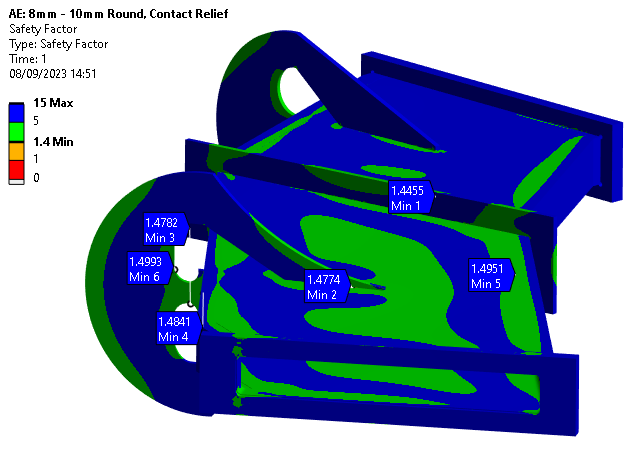 AE: 8mm - 10mm Round, Contact Relief
Safety Factor
Type: Safety Factor
Time: 1
08/09/2023 14:51
15 Max
5
1.4 Min
1
0
1.4455
Min 1
1.4782
Min 3
1.4993
Min 6
1.4774
Min 2
1.4951
Min 5
1.4841
Min 4